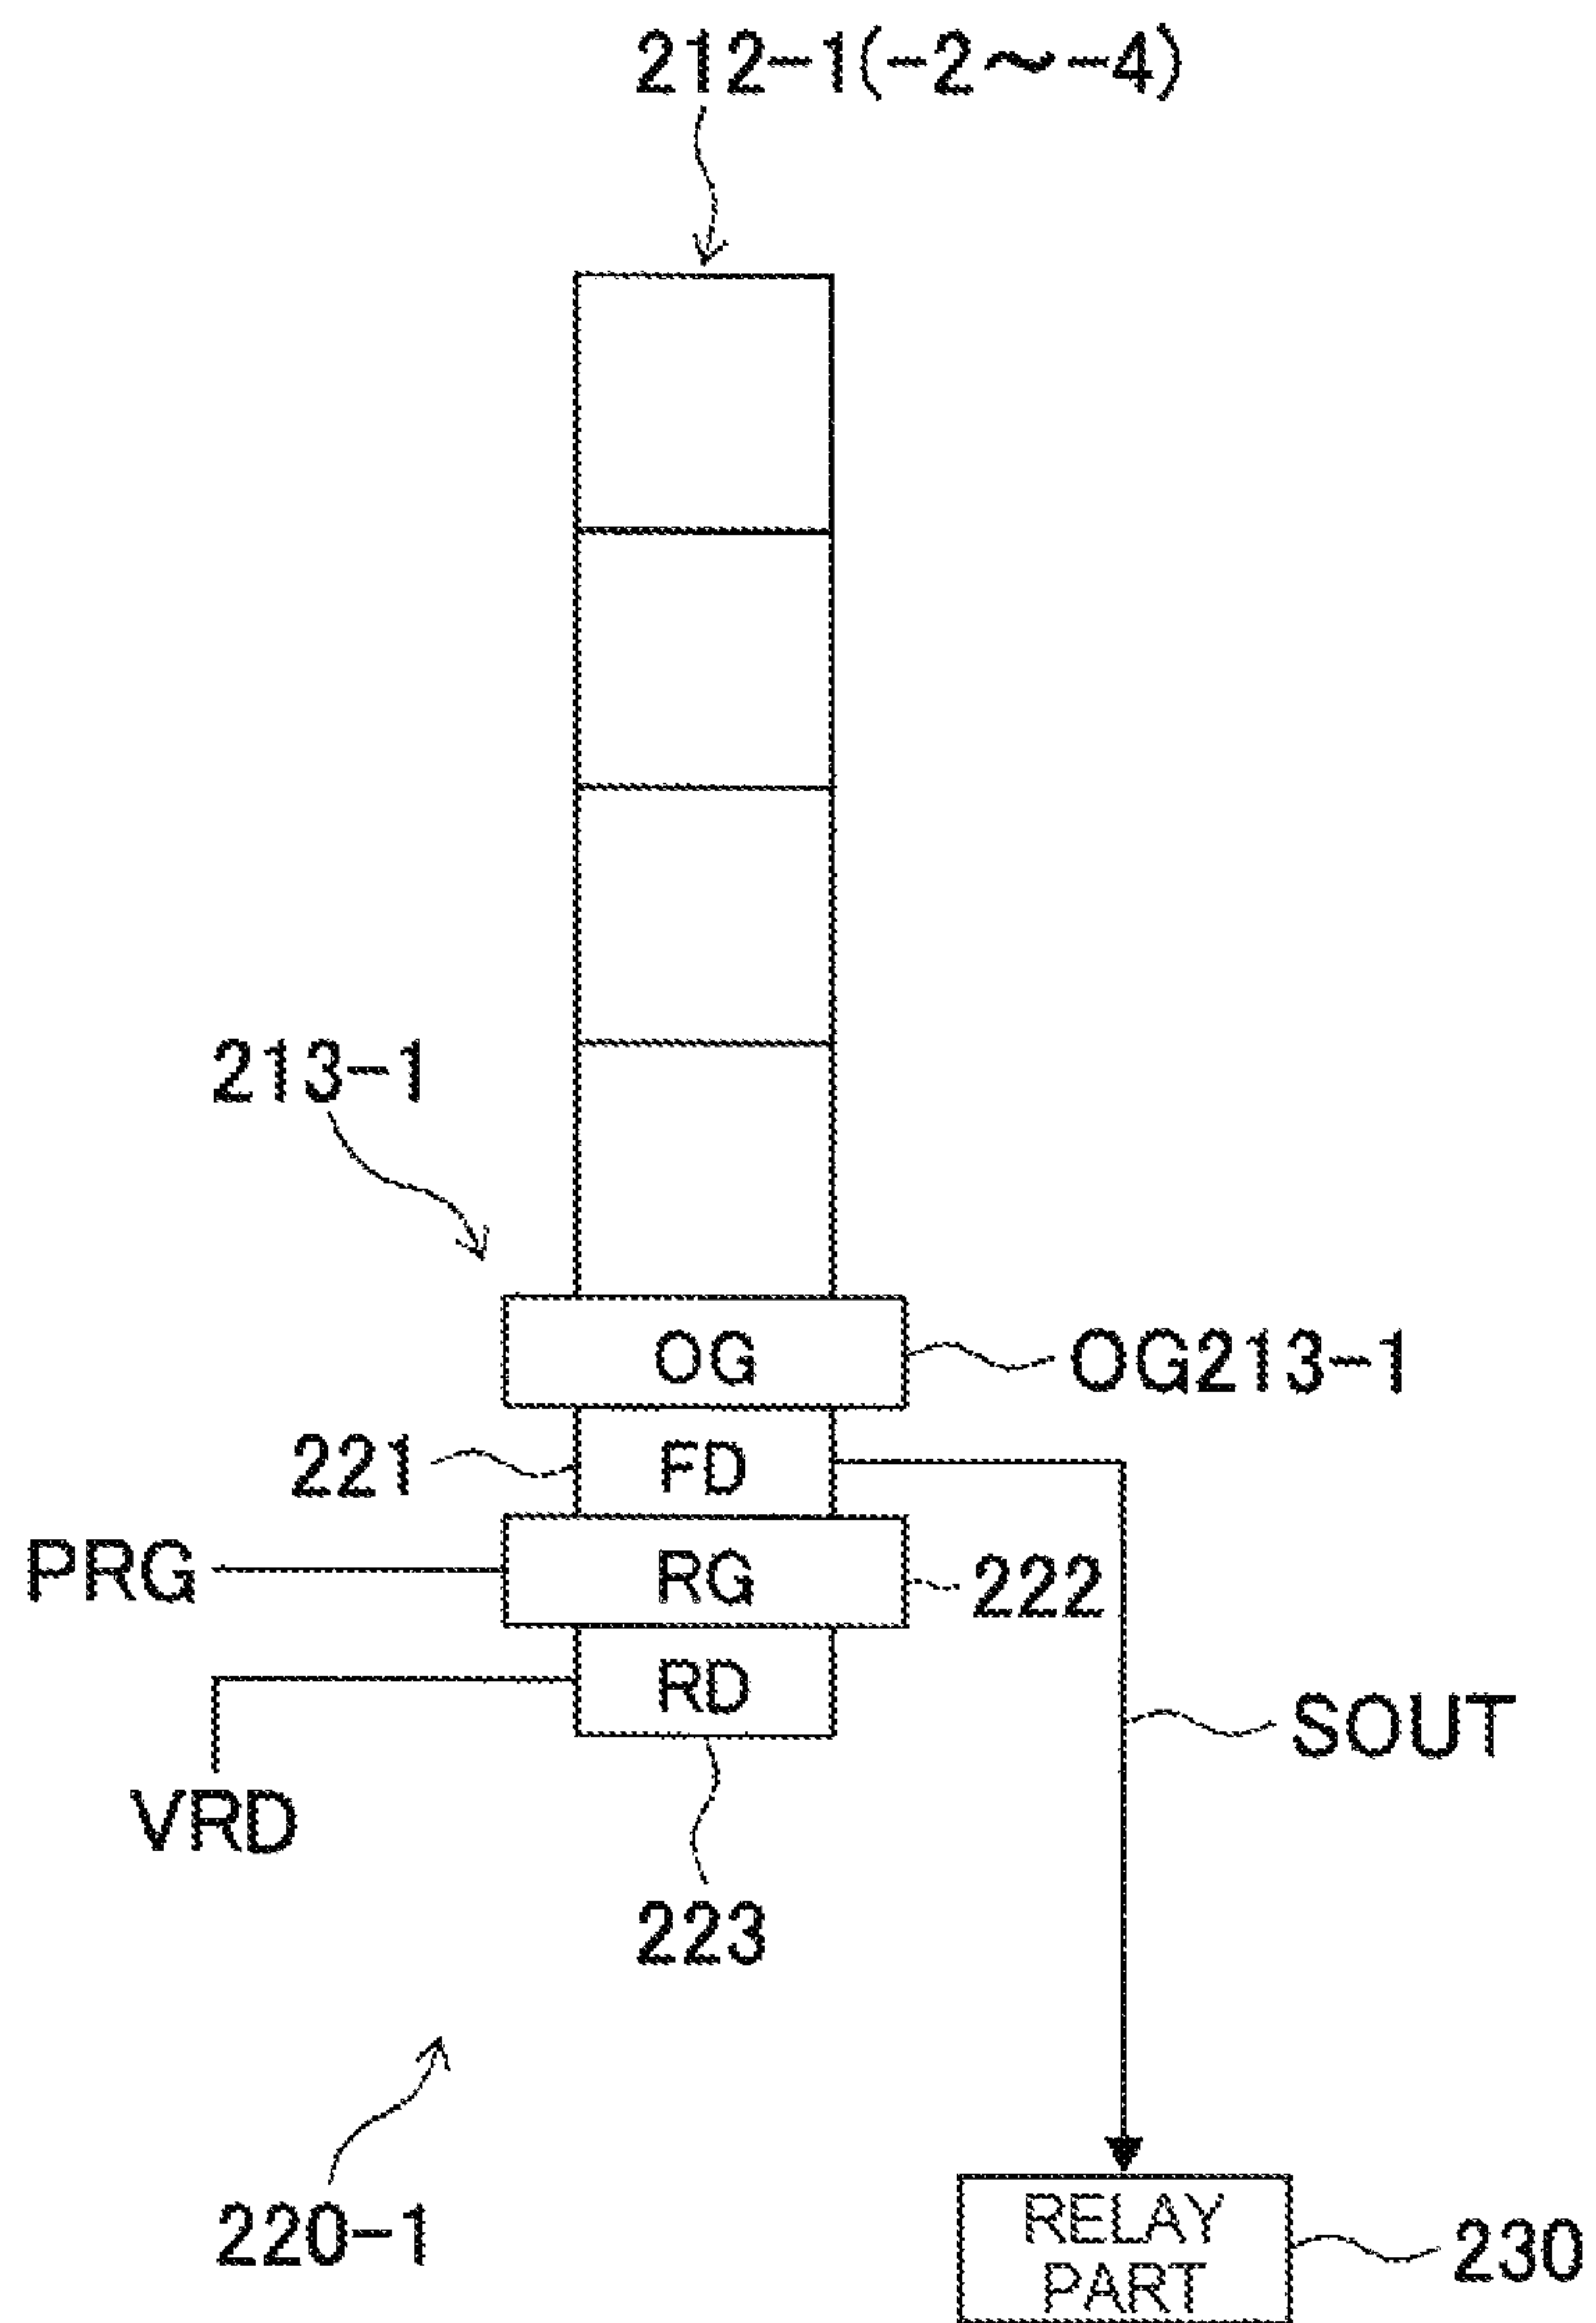 212-1(-2～-4)
213-1
OG
OG213-1
221
FD
PRG
RG
222
RD
SOUT
VRD
223
220-1
RELAY
PART
230